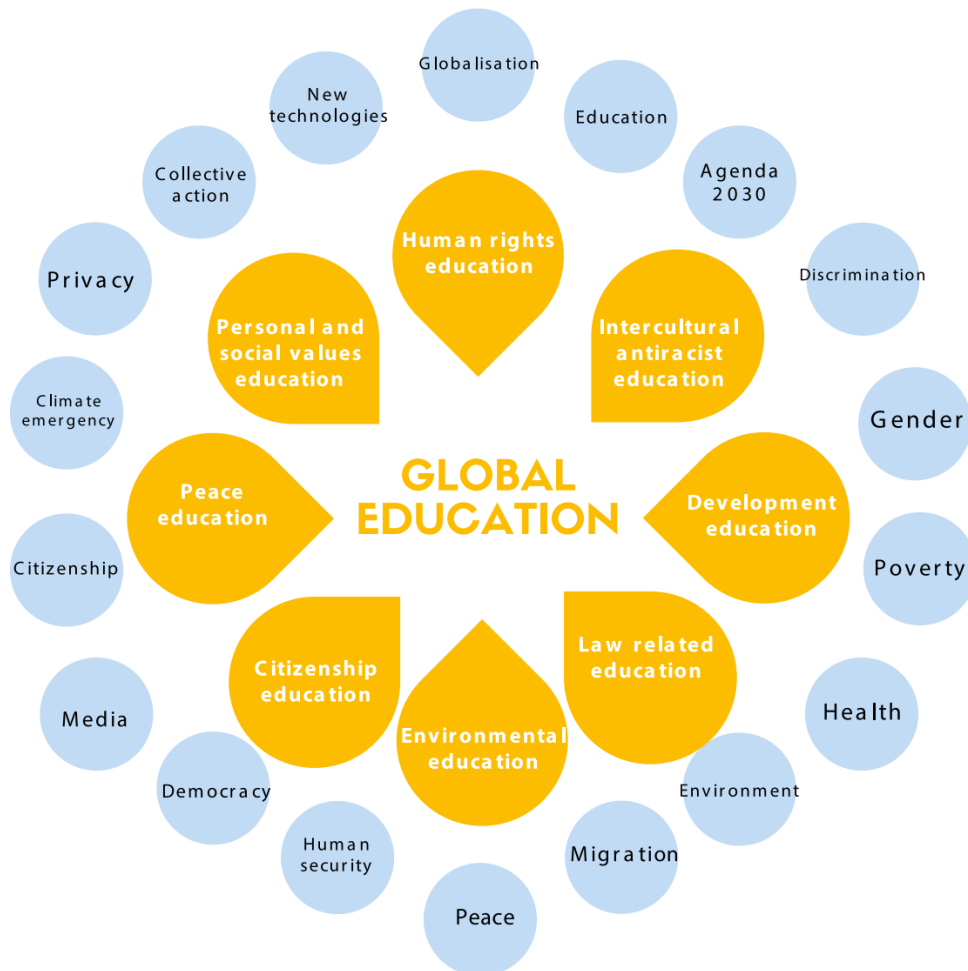 Globalisation
New
technologies
Education
Collective
action
Agenda
2030
Privacy
Discrimination
Climate
emergency
Gender
Citizenship
Poverty
Media
Health
Democracy
Environment
Human
security
Migration
Peace
Human rights
education
Personal and
social values
education
Intercultural
antiracist
education
Peace
education
GLOBAL
EDUCATION
Development
education
Citizenship
education
Law related
education
Environmental
education